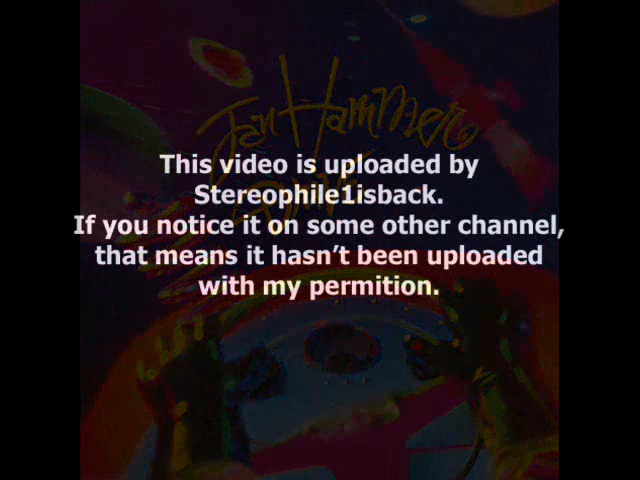 Jan Hammer
Drive
This video is uploaded by
Stereophile1isback.
If you notice it on some other channel,
that means it hasn’t been uploaded
with my permition.